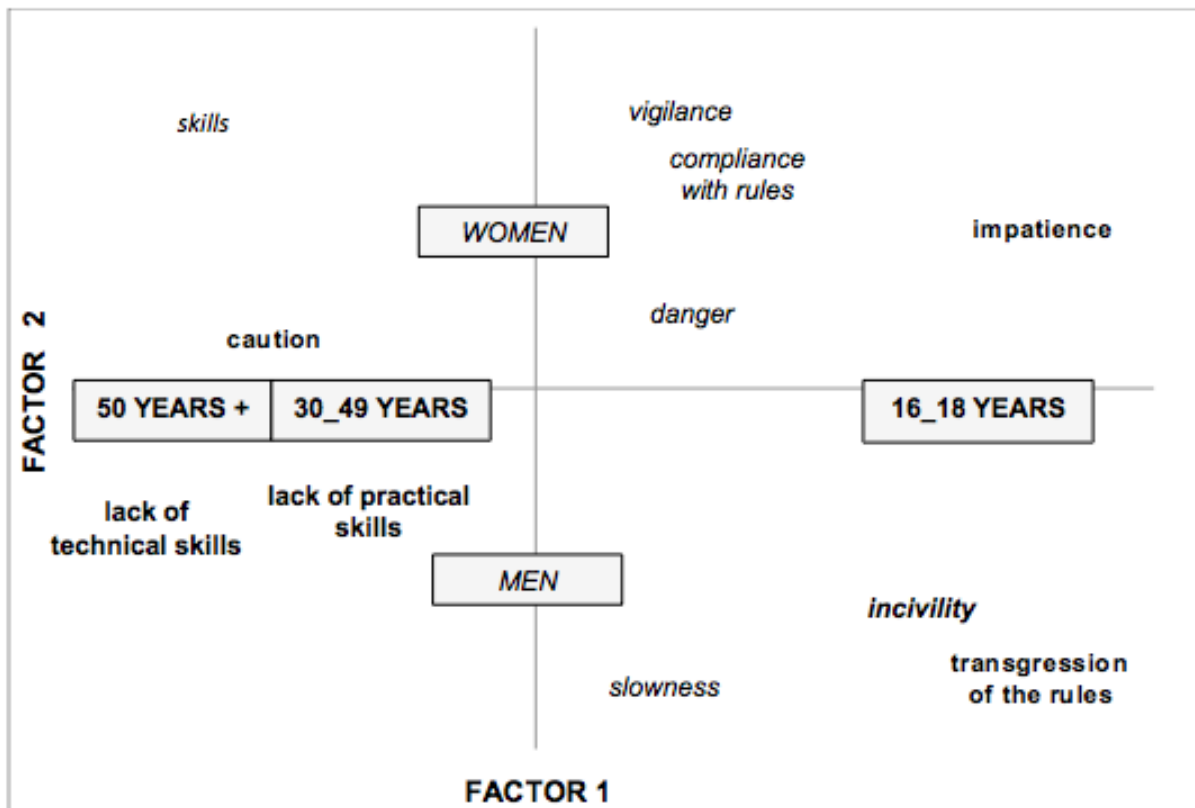 skills
vigilance
compliance
with rules
WOMEN
impatience
danger
FACTOR 2
caution
50 YEARS +
30_49 YEARS
16_18 YEARS
lack of
technical skills
lack of practical
skills
MEN
incivility
slowness
transgression
of the rules
FACTOR 1